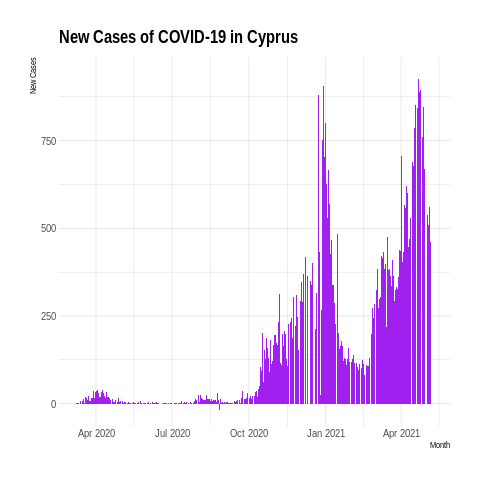 New Cases of COVID-19 in Cyprus
New Cases
750
500
250
0
Apr 2020 Jul 2020 Oct 2020 Jan 2021 Apr 2021
Month